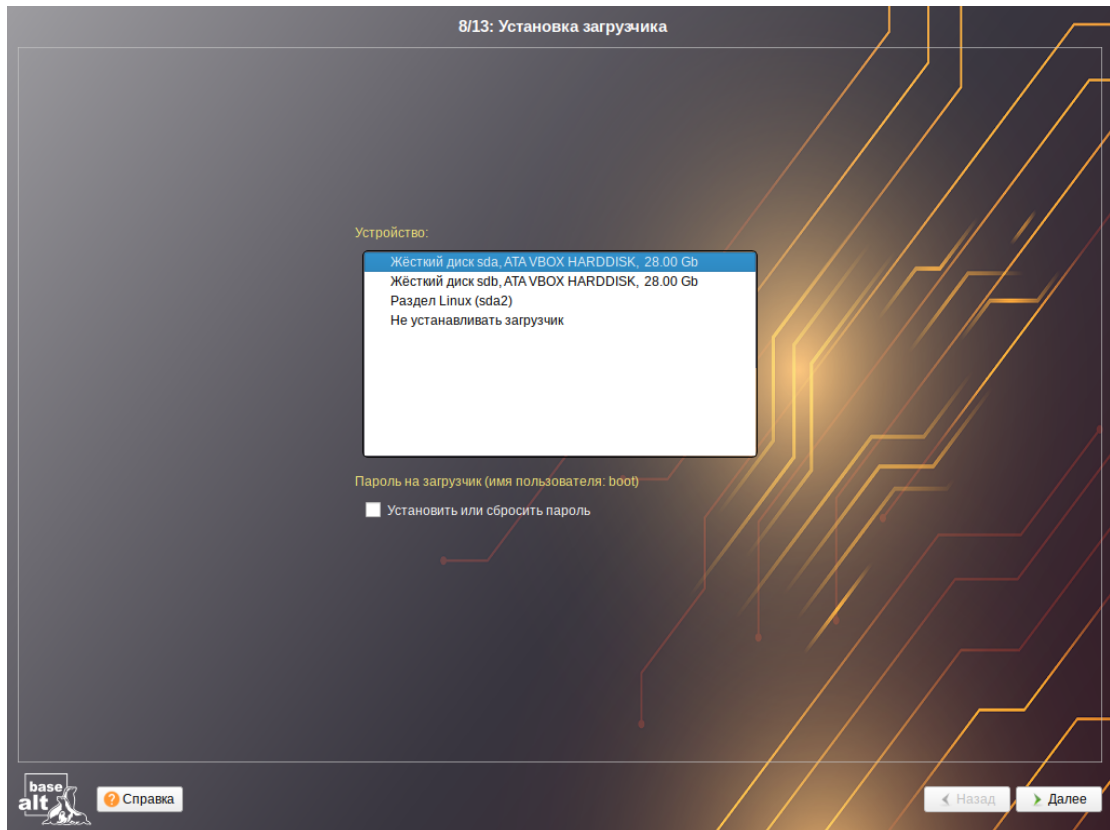 8/13: Установка загрузчика
Устройство:
Жёсткий диск sda, ATA VBOX HARDDISK, 28.00 Gb
Жёсткий диск sdb, ATA VBOX HARDDISK, 28.00 Gb
Раздел Linux (sda2)
Не устанавливать загрузчик
Пароль на загрузчик (имя пользователя: boot)
Установить или сбросить пароль
base
alt
? Справка
Назад
Далее